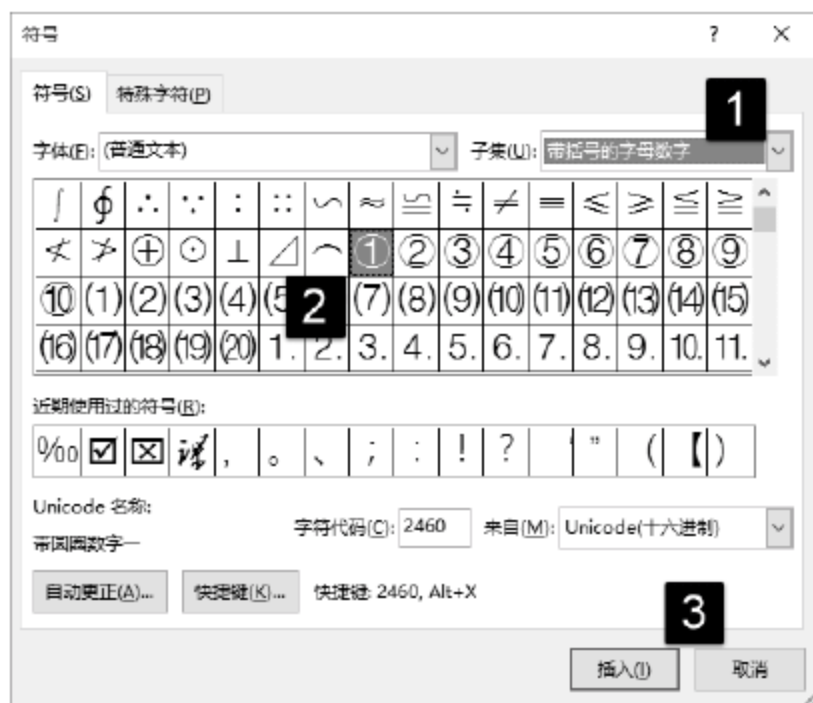 符号 ? ×
符号(S) 特殊字符(P)
1
字体(F): (普通文本) 子集(U): 带括号的字母数字
∫ ∮ ∴ ∵ ∶ ∷ ∽ ≈ ≌ ≒ ≠ ≡ ≤ ≥ ≦ ≧
≮ ≯ ⊕ ⊙ ⊥ ⊿ ⌒ ① ② ③ ④ ⑤ ⑥ ⑦ ⑧ ⑨
⑩ ⑴ ⑵ ⑶ ⑷ (5 2 ⑺ ⑻ ⑼ ⑽ ⑾ ⑿ ⒀ ⒁ ⒂
⒃ ⒄ ⒅ ⒆ ⒇ 1. 2. 3. 4. 5. 6. 7. 8. 9. 10. 11.
近期使用过的符号(R):
‰ ☑ ☒ , 。 、 ; : ! ? ‘ ” ( 【 )
Unicode 名称:
带圆圈数字一
字符代码(C): 2460 来自(M): Unicode(十六进制)
自动更正(A)... 快捷键(K)... 快捷键: 2460, Alt+X
3
插入(I) 取消